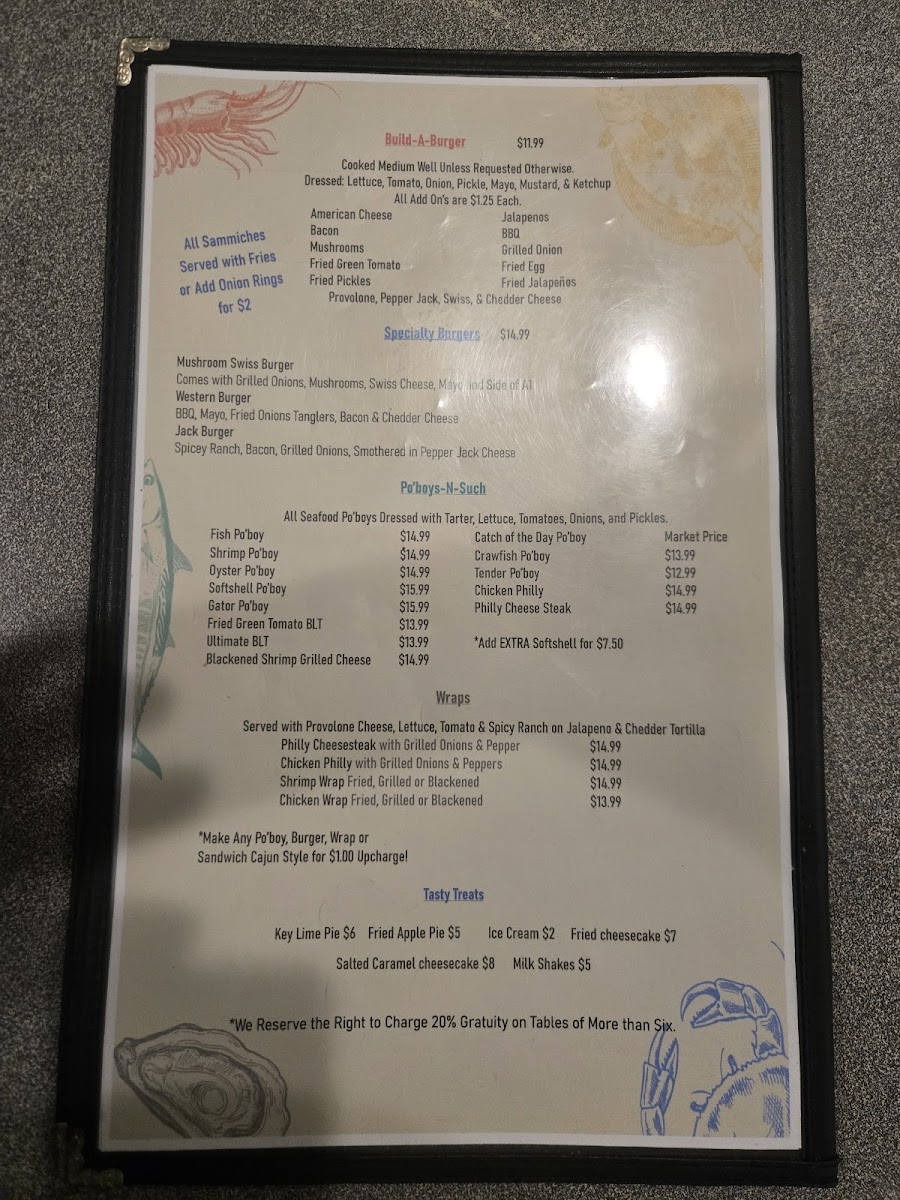 Build-A-Burger $11.99
Cooked Medium Well Unless Requested Otherwise.
Dressed: Lettuce, Tomato, Onion, Pickle, Mayo, Mustard, & Ketchup
All Add On's are $1.25 Each.
American Cheese Jalapenos
Bacon BBQ
Mushrooms Grilled Onion
Fried Green Tomato Fried Egg
Fried Pickles Fried Jalapeños
Provolone, Pepper Jack, Swiss, & Chedder Cheese
All Sammiches
Served with Fries
or Add Onion Rings
for $2
Specialty Burgers $14.99
Mushroom Swiss Burger
Comes with Grilled Onions, Mushrooms, Swiss Cheese, Mayo and Side of A1
Western Burger
BBQ, Mayo, Fried Onions Tanglers, Bacon & Chedder Cheese
Jack Burger
Spicey Ranch, Bacon, Grilled Onions, Smothered in Pepper Jack Cheese
Po'boys-N-Such
All Seafood Po'boys Dressed with Tarter, Lettuce, Tomatoes, Onions, and Pickles.
Fish Po'boy $14.99 Catch of the Day Po'boy Market Price
Shrimp Po'boy $14.99 Crawfish Po'boy $13.99
Oyster Po'boy $14.99 Tender Po'boy $12.99
Softshell Po'boy $15.99 Chicken Philly $14.99
Gator Po'boy $15.99 Philly Cheese Steak $14.99
Fried Green Tomato BLT $13.99
Ultimate BLT $13.99 *Add EXTRA Softshell for $7.50
Blackened Shrimp Grilled Cheese $14.99
Wraps
Served with Provolone Cheese, Lettuce, Tomato & Spicy Ranch on Jalapeno & Chedder Tortilla
Philly Cheesesteak with Grilled Onions & Pepper $14.99
Chicken Philly with Grilled Onions & Peppers $14.99
Shrimp Wrap Fried, Grilled or Blackened $14.99
Chicken Wrap Fried, Grilled or Blackened $13.99
*Make Any Po'boy, Burger, Wrap or
Sandwich Cajun Style for $1.00 Upcharge!
Tasty Treats
Key Lime Pie $6 Fried Apple Pie $5 Ice Cream $2 Fried cheesecake $7
Salted Caramel cheesecake $8 Milk Shakes $5
*We Reserve the Right to Charge 20% Gratuity on Tables of More than Six.